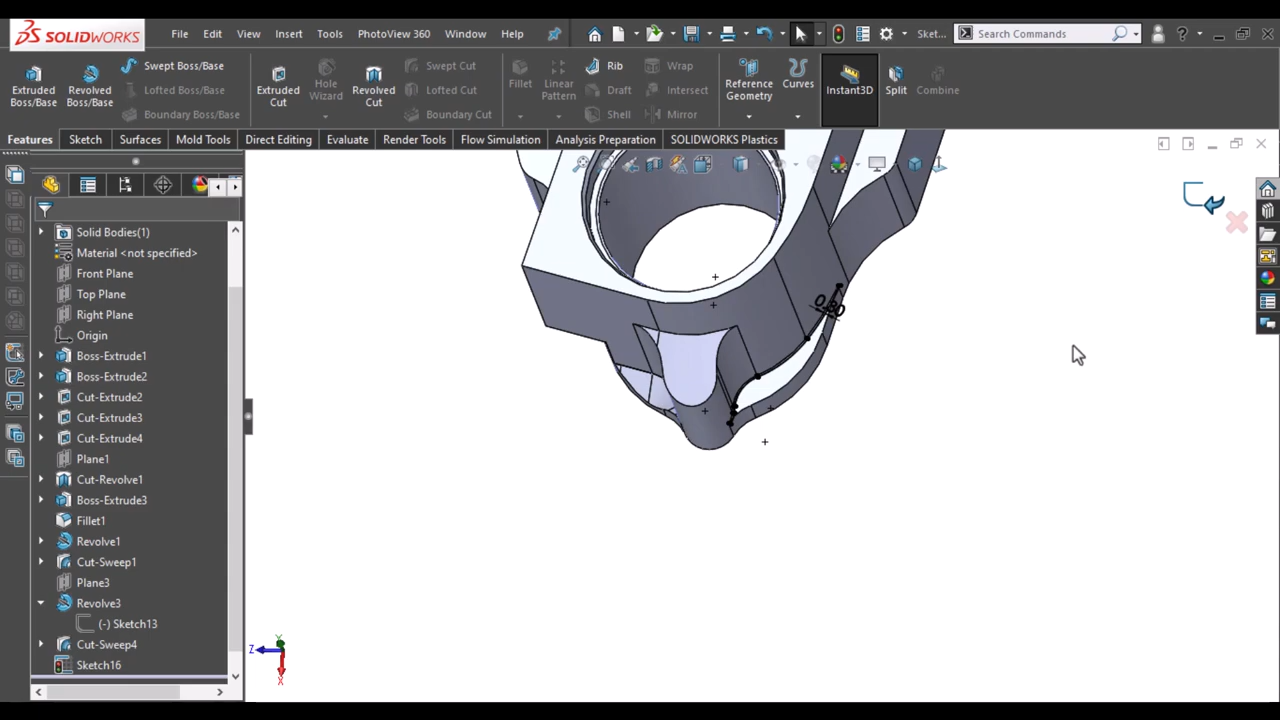 SOLIDWORKS
File Edit View Insert Tools PhotoView 360 Window Help
Sket...
Search Commands
Extruded Boss/Base
Revolved Boss/Base
Swept Boss/Base
Lofted Boss/Base
Boundary Boss/Base
Extruded Cut
Hole Wizard
Revolved Cut
Swept Cut
Lofted Cut
Boundary Cut
Fillet
Linear Pattern
Rib
Draft
Shell
Wrap
Intersect
Mirror
Reference Geometry
Curves
Instant3D
Split
Combine
Features Sketch Surfaces Mold Tools Direct Editing Evaluate Render Tools Flow Simulation Analysis Preparation SOLIDWORKS Plastics
Solid Bodies(1)
Material <not specified>
Front Plane
Top Plane
Right Plane
Origin
Boss-Extrude1
Boss-Extrude2
Cut-Extrude2
Cut-Extrude3
Cut-Extrude4
Plane1
Cut-Revolve1
Boss-Extrude3
Fillet1
Revolve1
Cut-Sweep1
Plane3
Revolve3
(-) Sketch13
Cut-Sweep4
Sketch16
0.80
Y
Z
X